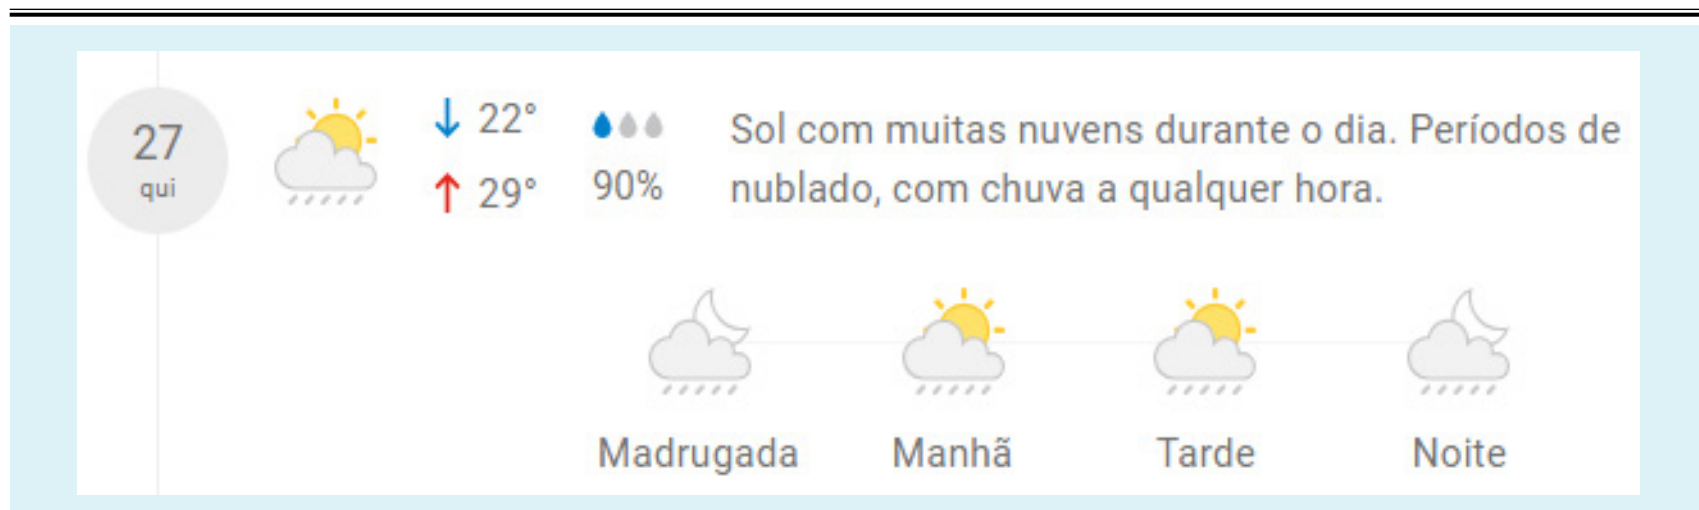 27
qui
22°
29°
90%
Sol com muitas nuvens durante o dia. Períodos de
nublado, com chuva a qualquer hora.
Madrugada Manhã Tarde Noite